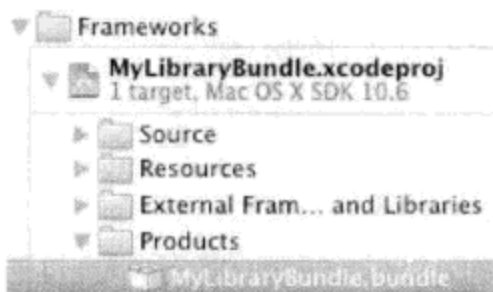 Frameworks
MyLibraryBundle.xcodeproj
1 target, Mac OS X SDK 10.6
Source
Resources
External Fram... and Libraries
Products
MyLibraryBundle.bundle